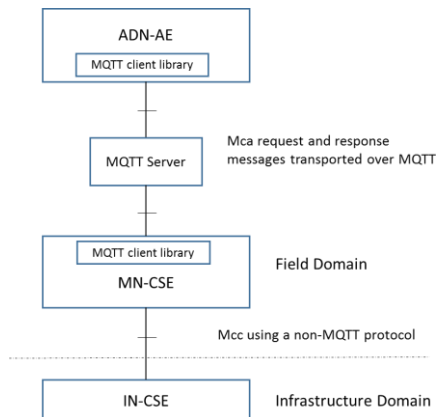 ADN-AE
MQTT client library
MQTT Server
Mca request and response
messages transported over MQTT
MQTT client library
MN-CSE
Field Domain
Mcc using a non-MQTT protocol
IN-CSE
Infrastructure Domain